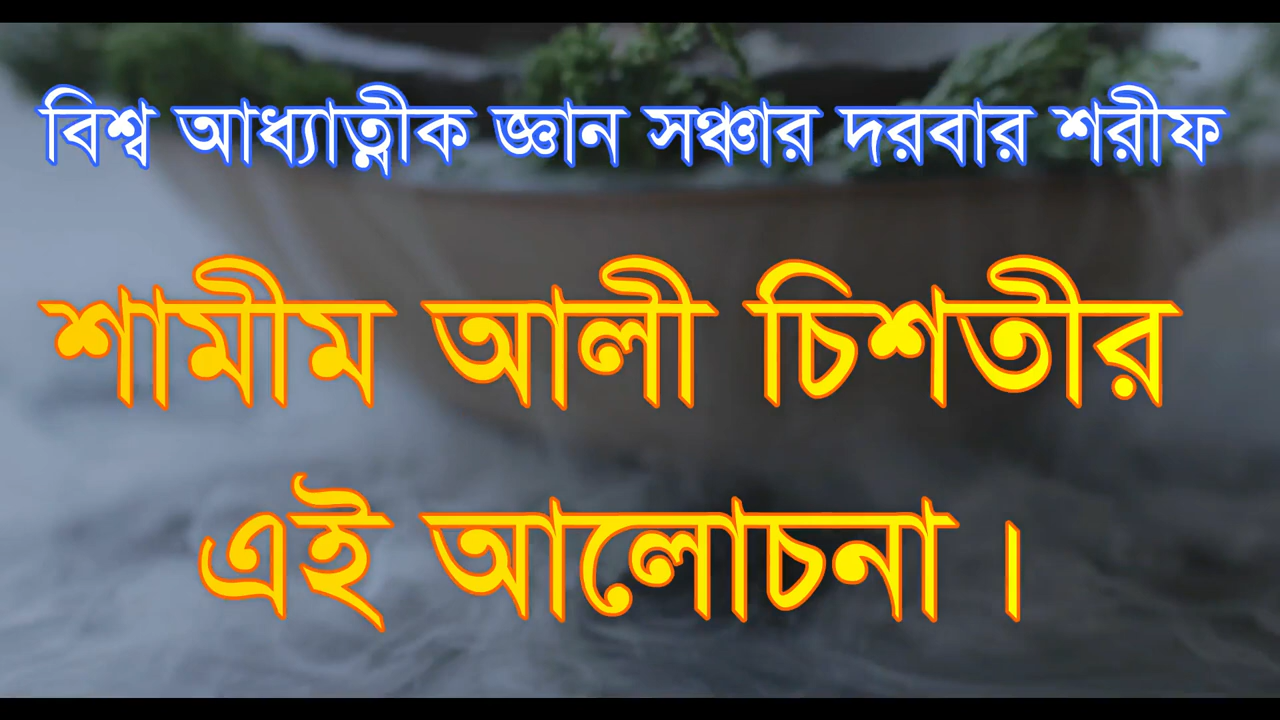 বিশ্ব আধ্যাত্নীক জ্ঞান সঞ্চার দরবার শরীফ
শামীম আলী চিশতীর
এই আলোচনা।